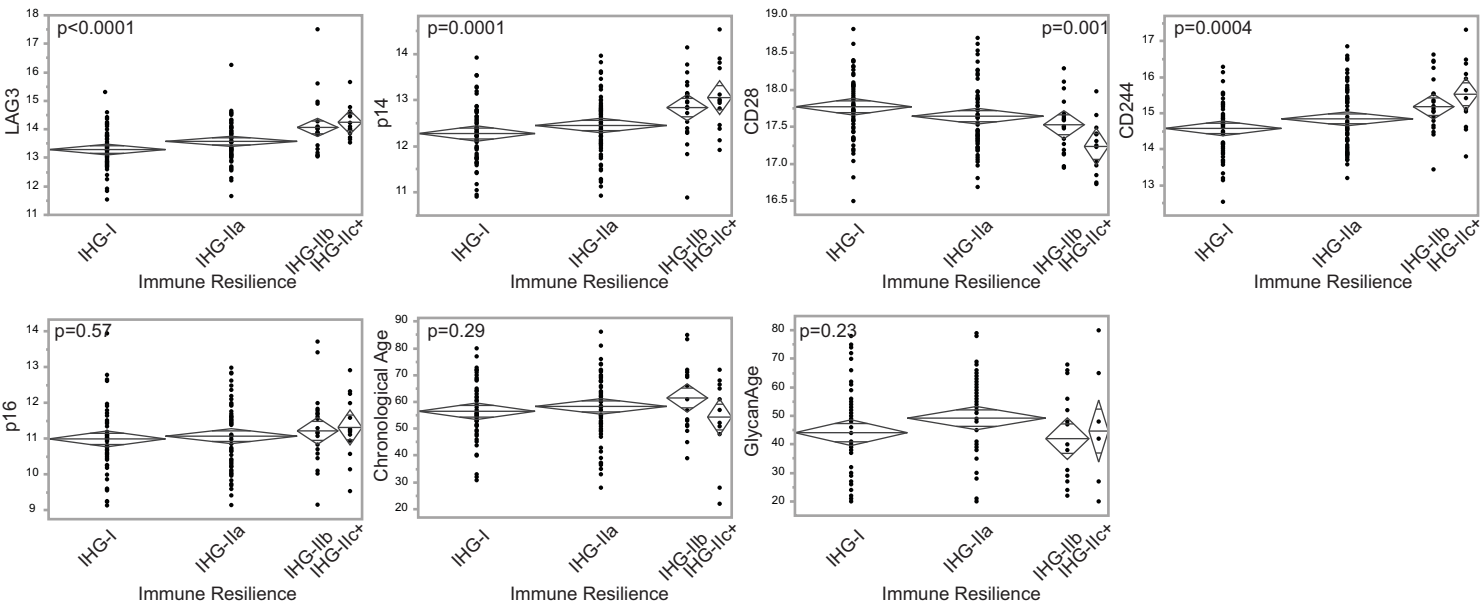 LAG3
18
17
16
15
14
13
12
11
p<0.0001
IHG-I
IHG-IIa
IHG-IIb
IHG-IIc+
Immune Resilience
p14
14
13
12
11
p=0.0001
IHG-I
IHG-IIa
IHG-IIb
IHG-IIc+
Immune Resilience
CD28
19.0
18.5
18.0
17.5
17.0
16.5
p=0.001
IHG-I
IHG-IIa
IHG-IIb
IHG-IIc+
Immune Resilience
CD244
17
16
15
14
13
p=0.0004
IHG-I
IHG-IIa
IHG-IIb
IHG-IIc+
Immune Resilience
p16
14
13
12
11
10
9
p=0.57
IHG-I
IHG-IIa
IHG-IIb
IHG-IIc+
Immune Resilience
Chronological Age
90
80
70
60
50
40
30
20
p=0.29
IHG-I
IHG-IIa
IHG-IIb
IHG-IIc+
Immune Resilience
GlycanAge
80
70
60
50
40
30
20
p=0.23
IHG-I
IHG-IIa
IHG-IIb
IHG-IIc+
Immune Resilience